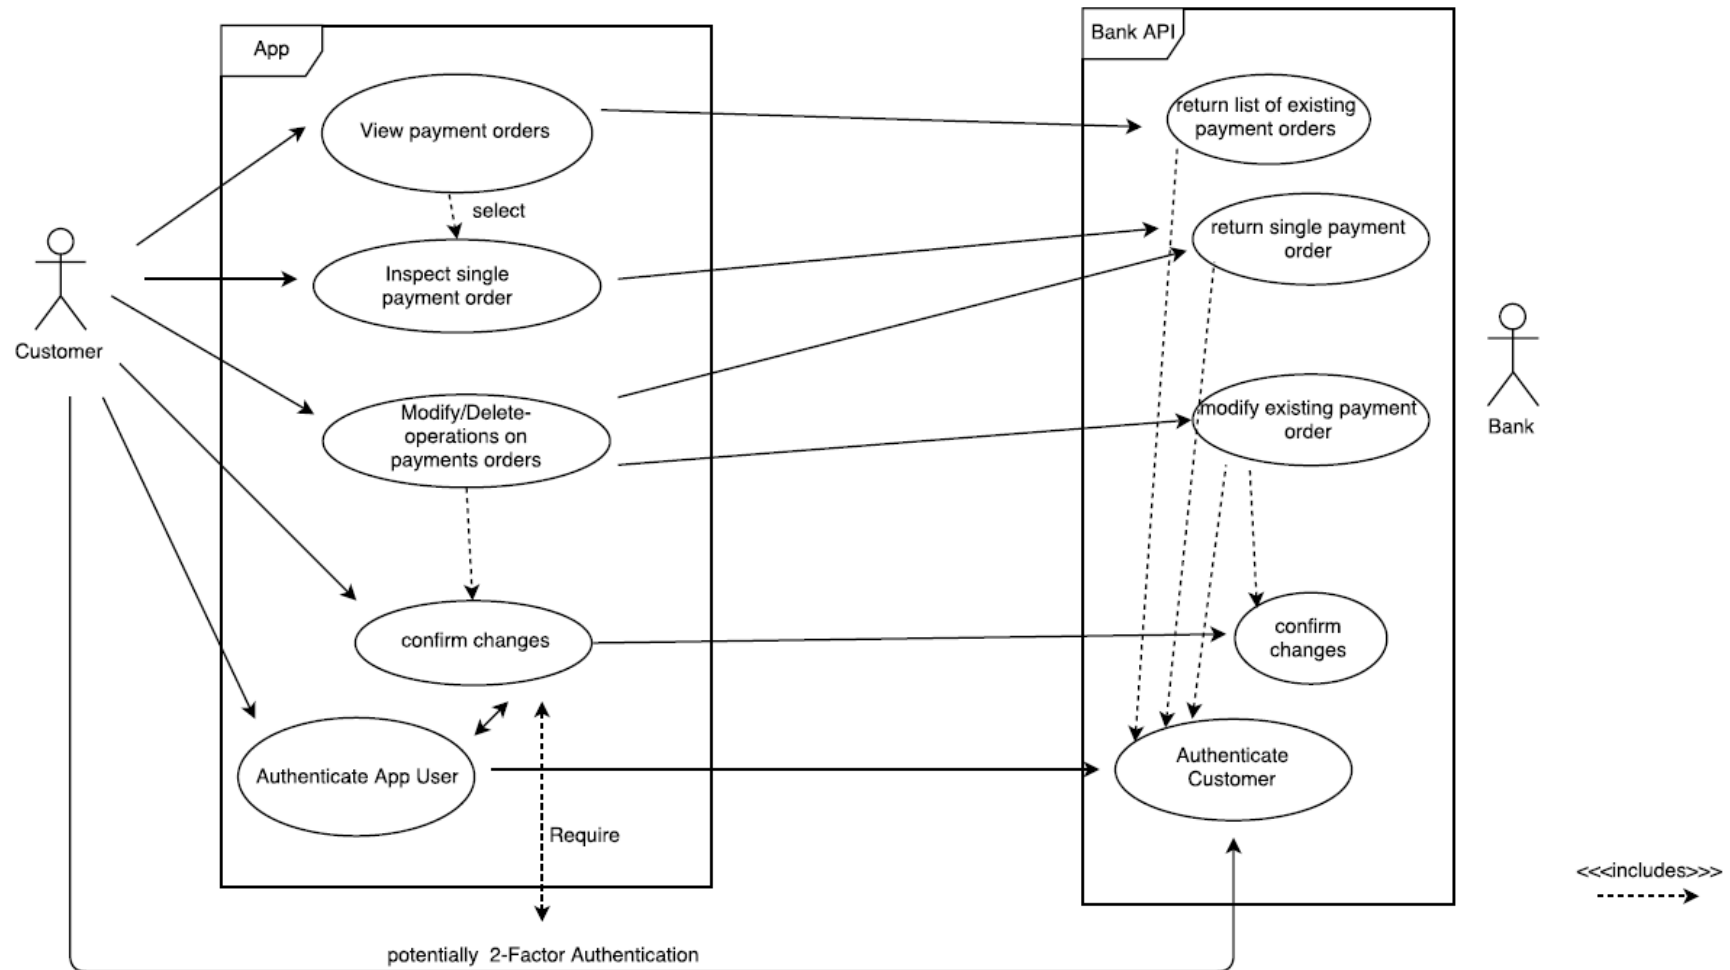 App
Bank API
View payment orders
return list of existing
payment orders
select
return single payment
order
Inspect single
payment order
Customer
Modify/Delete-
operations on
payments orders
modify existing payment
order
Bank
confirm changes
confirm
changes
Authenticate App User
Authenticate
Customer
Require
<<<includes>>>
potentially 2-Factor Authentication